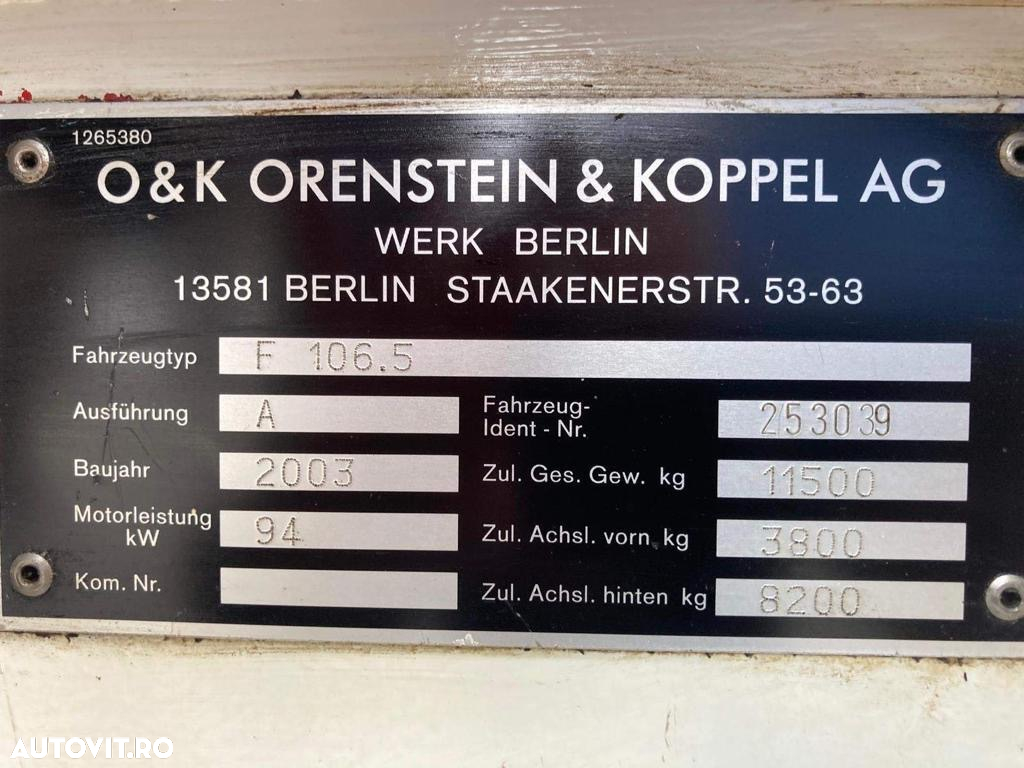 1265380
O&K ORENSTEIN & KOPPEL AG
WERK BERLIN
13581 BERLIN STAAKENERSTR. 53-63
Fahrzeugtyp F 106.5
Ausführung A
Fahrzeug-
Ident - Nr. 253039
Baujahr 2003
Zul. Ges. Gew. kg 11500
Motorleistung
kW 94
Zul. Achsl. vorn kg 3800
Kom. Nr.
Zul. Achsl. hinten kg 8200
AUTOVIT.RO